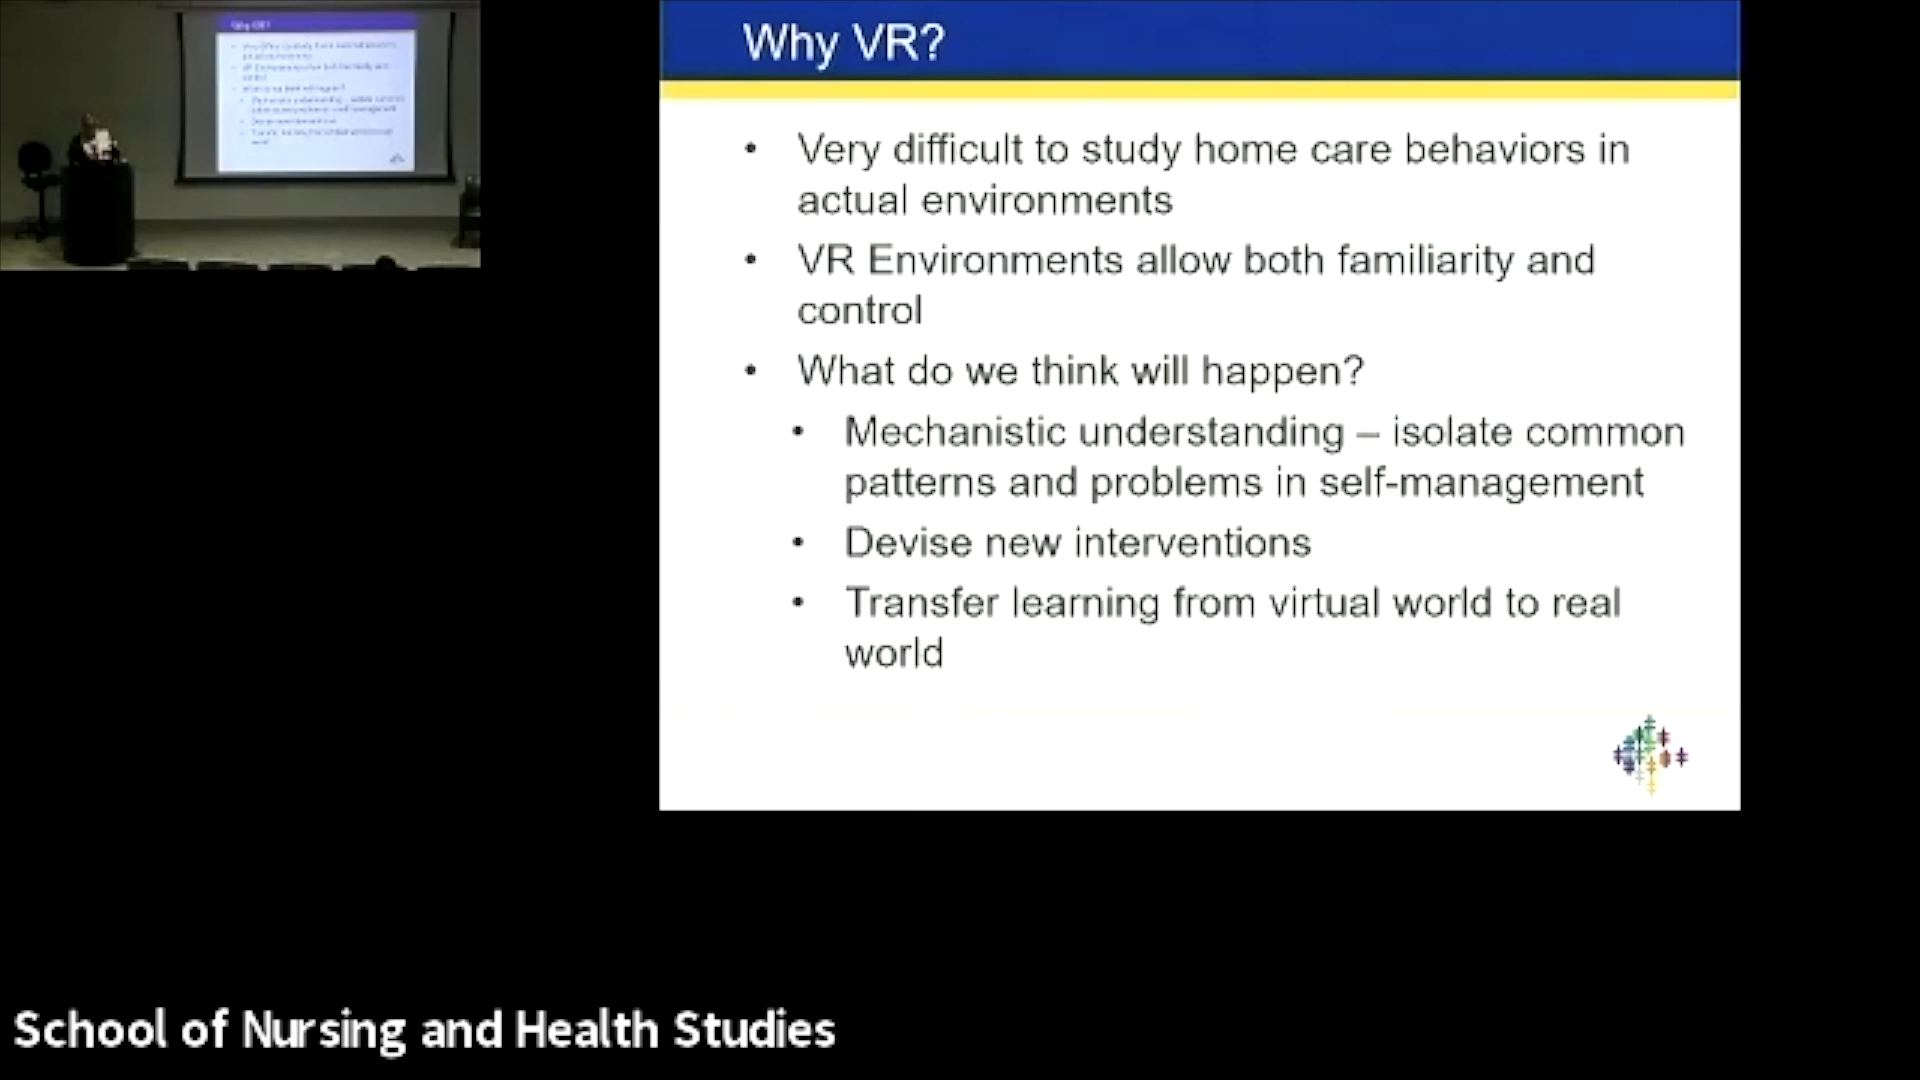 Why VR?
• Very difficult to study home care behaviors in
actual environments
• VR Environments allow both familiarity and
control
• What do we think will happen?
• Mechanistic understanding – isolate common
patterns and problems in self-management
• Devise new interventions
• Transfer learning from virtual world to real
world
School of Nursing and Health Studies